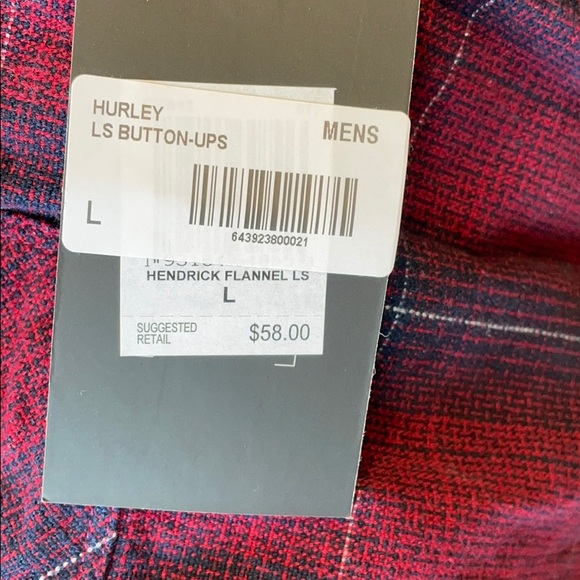 HURLEY
LS BUTTON-UPS
MENS
L
643923800021
HENDRICK FLANNEL LS
L
SUGGESTED
RETAIL
$58.00